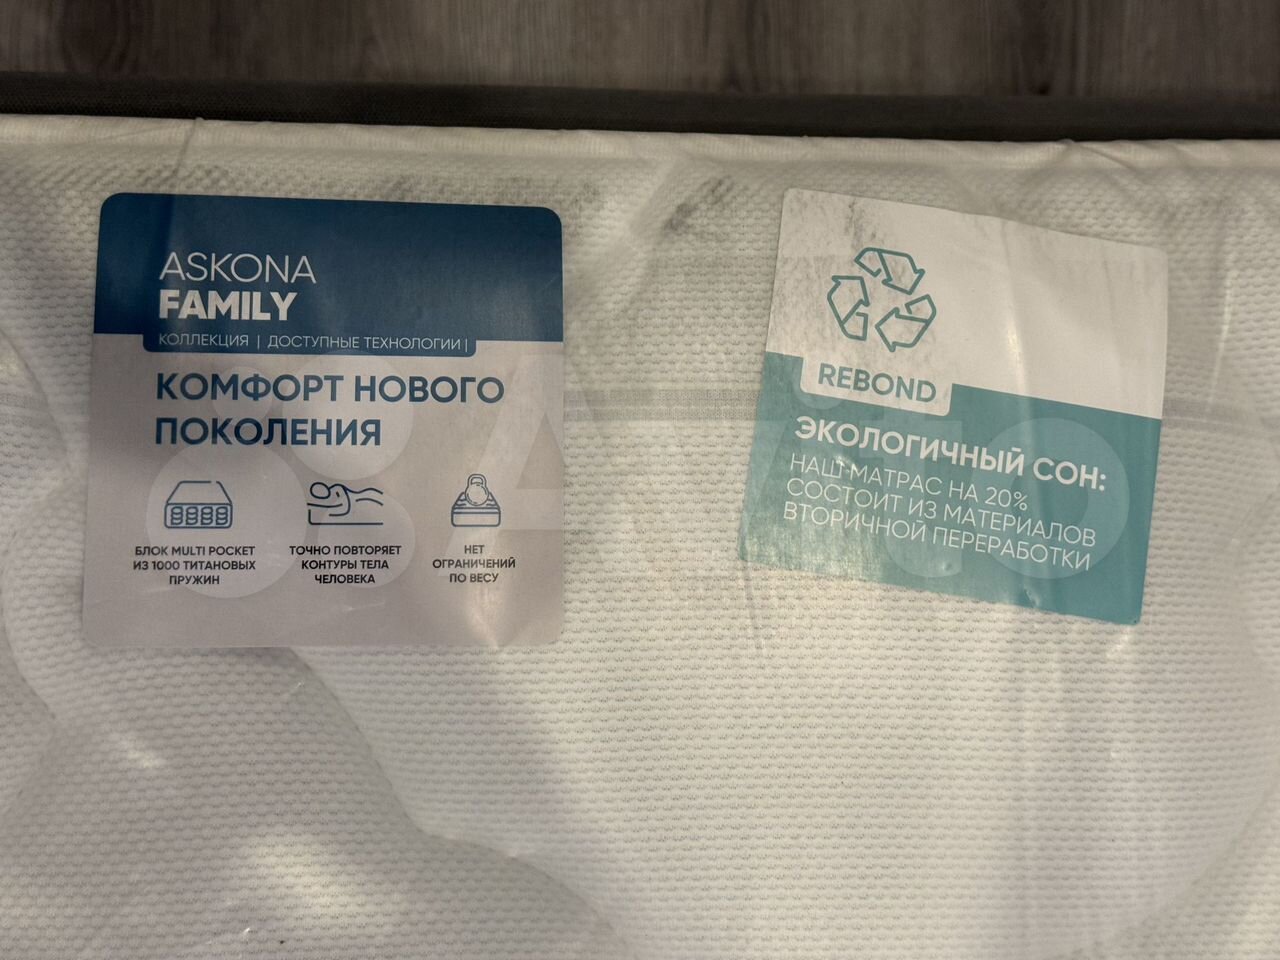 ASKONA
FAMILY
КОЛЛЕКЦИЯ | ДОСТУПНЫЕ ТЕХНОЛОГИИ |
КОМФОРТ НОВОГО
ПОКОЛЕНИЯ
БЛОК MULTI POCKET
ИЗ 1000 ТИТАНОВЫХ
ПРУЖИН
ТОЧНО ПОВТОРЯЕТ
КОНТУРЫ ТЕЛА
ЧЕЛОВЕКА
НЕТ
ОГРАНИЧЕНИЙ
ПО ВЕСУ
REBOND
ЭКОЛОГИЧНЫЙ СОН:
НАШ МАТРАС НА 20%
СОСТОИТ ИЗ МАТЕРИАЛОВ
ВТОРИЧНОЙ ПЕРЕРАБОТКИ
Avito